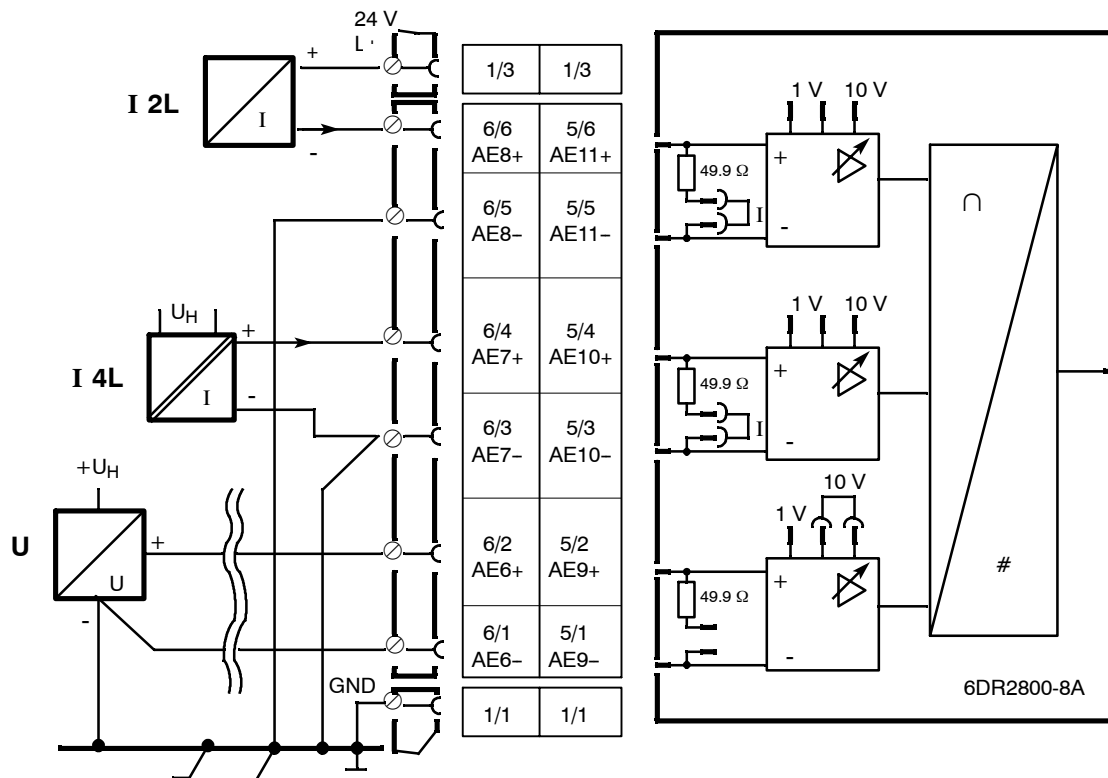 24 V
L
+
I 2L
I
-
1/3 1/3
6/6 5/6
AE8+ AE11+
6/5 5/5
AE8– AE11–
UH
+
I 4L
I
-
6/4 5/4
AE7+ AE10+
6/3 5/3
AE7– AE10–
+UH
U
+
U
-
6/2 5/2
AE6+ AE9+
6/1 5/1
AE6– AE9–
GND
1/1 1/1
1 V 10 V
+
49.9 Ω
I
-
1 V 10 V
+
49.9 Ω
I
-
10 V
1 V
+
49.9 Ω
-
∩
#
6DR2800-8A